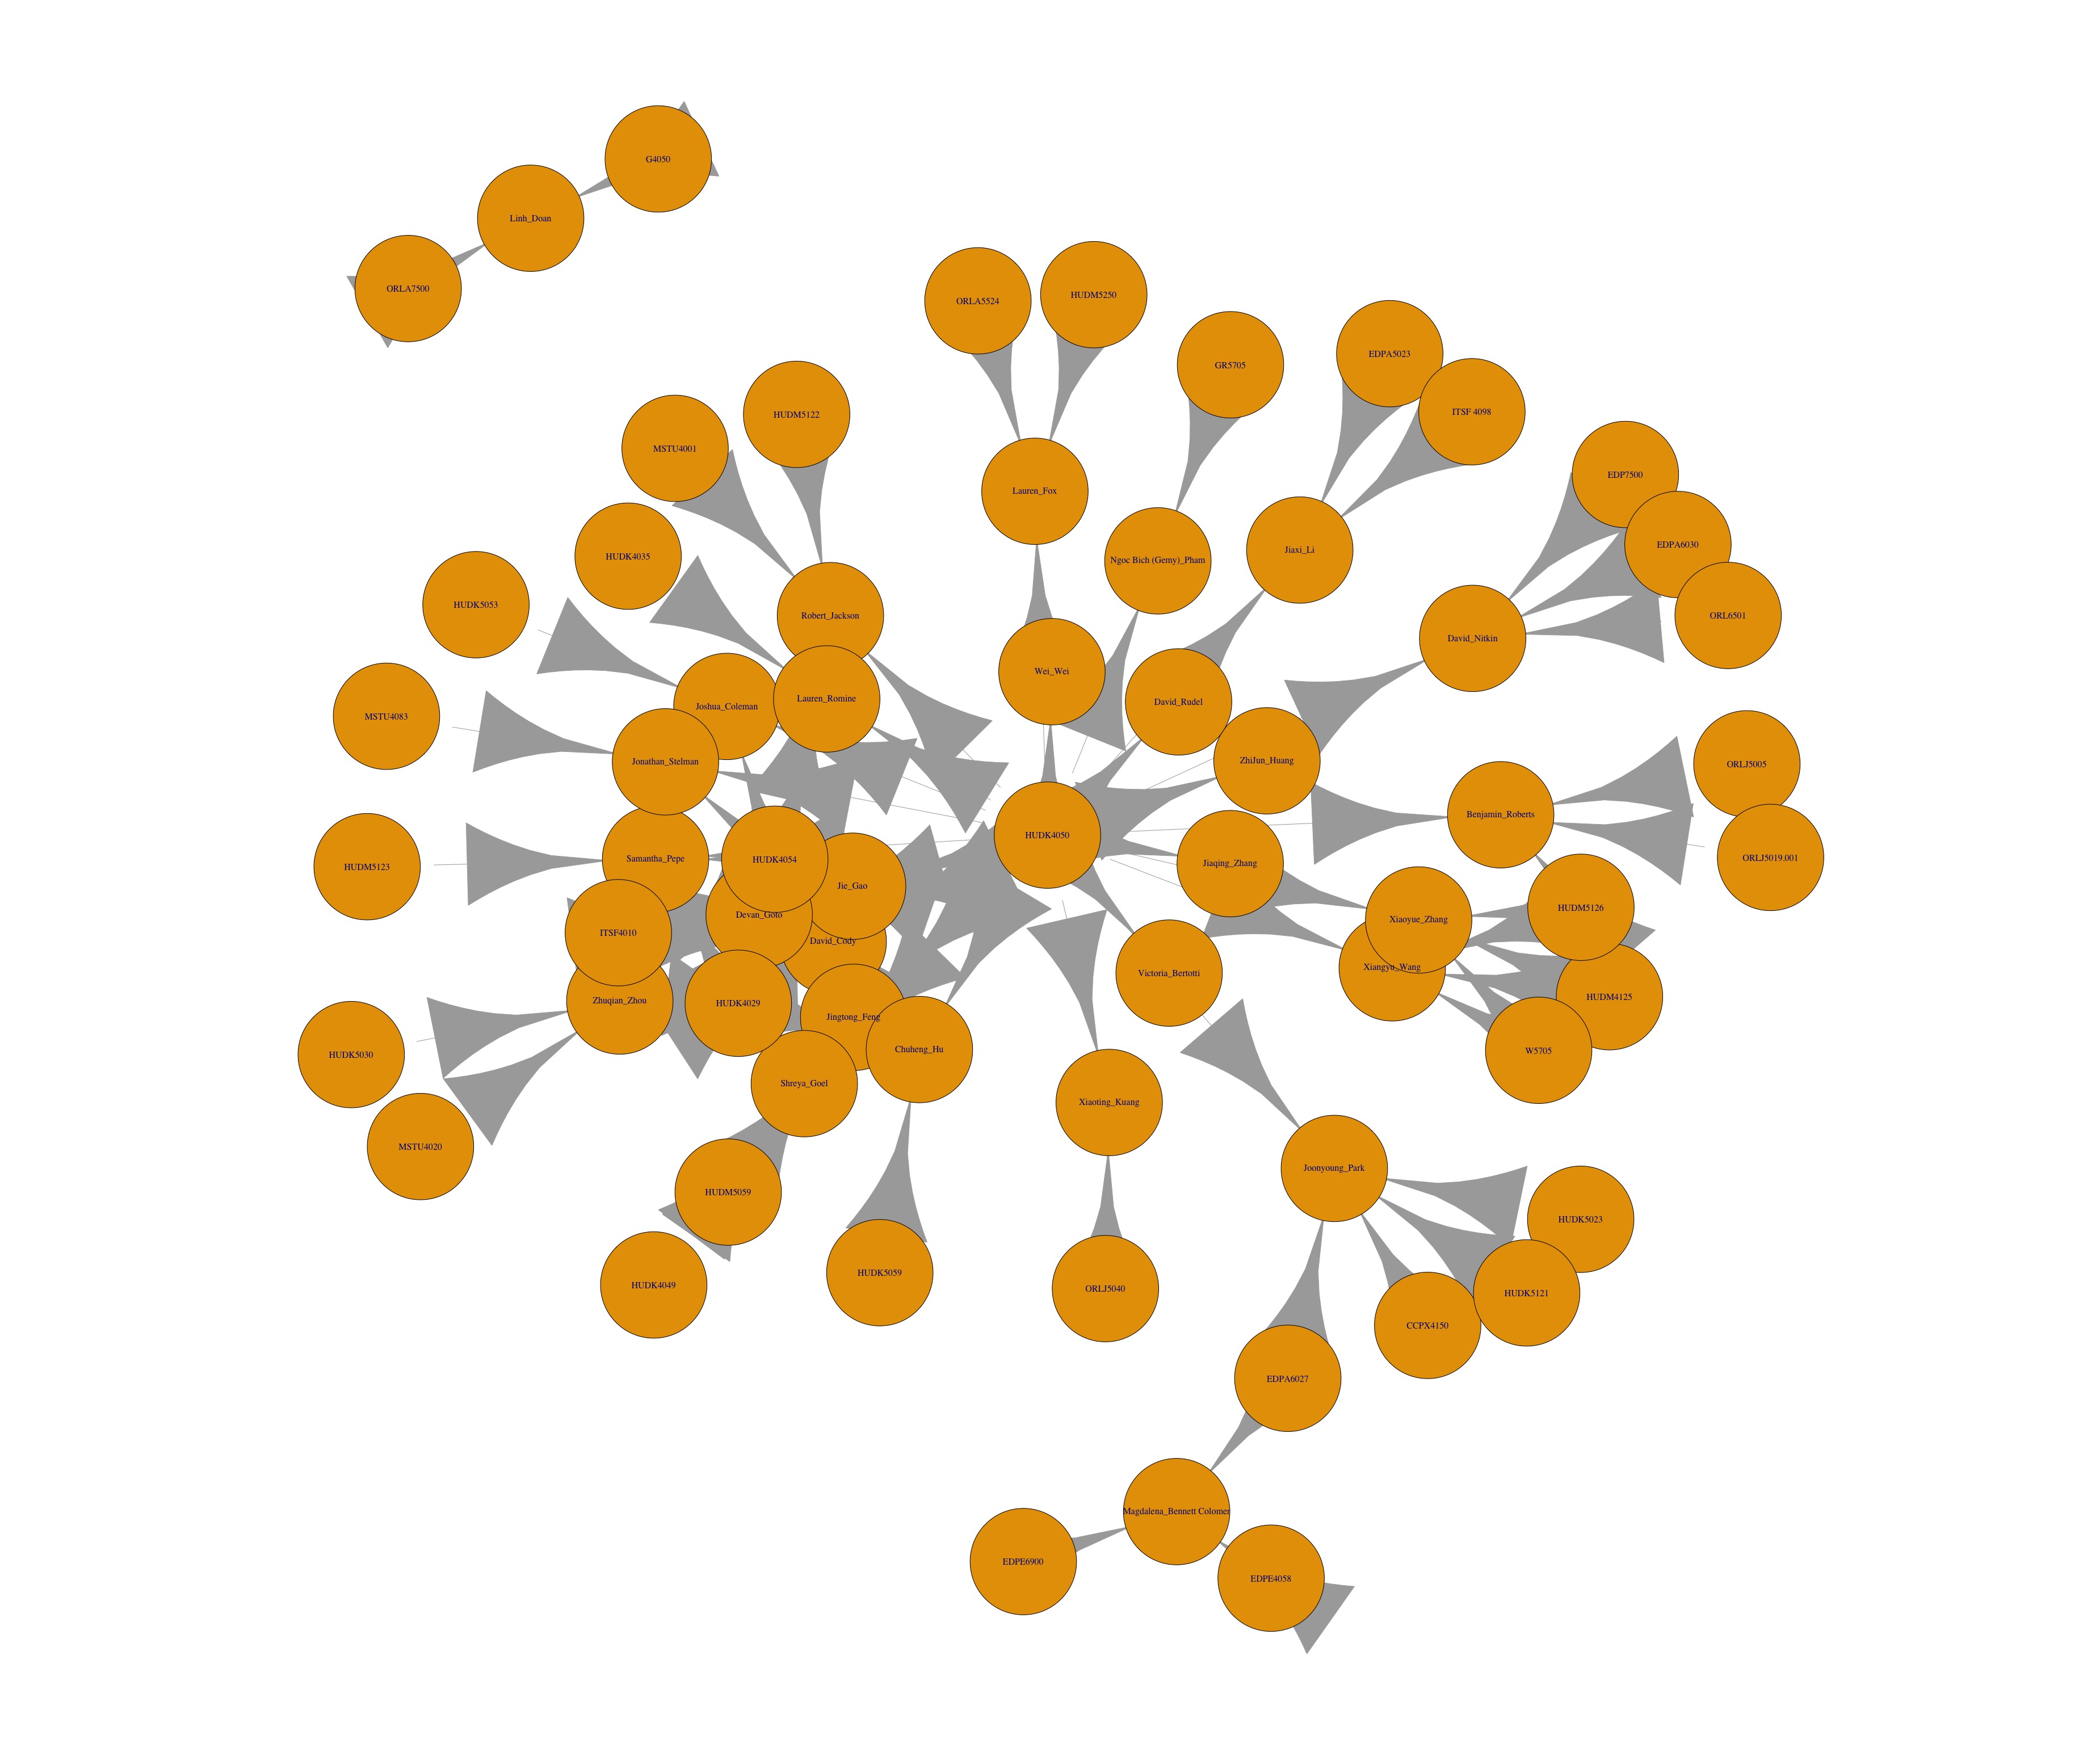 G4050
Linh_Doan
ORLA7500
ORLA5524
HUDM5250
GR5705
EDPA5023
ITSF 4098
HUDM5122
MSTU4001
EDP7500
Lauren_Fox
EDPA6030
Jiaxi_Li
HUDK4035
Ngoc Bich (Gemy)_Pham
HUDK5053
Robert_Jackson
ORL6501
David_Nitkin
Wei_Wei
Lauren_Romine
David_Rudel
Joshua_Coleman
MSTU4083
Jonathan_Stelman
ZhiJun_Huang
ORLJ5005
Benjamin_Roberts
HUDK4050
ORLJ5019.001
Samantha_Pepe
HUDK4054
Jiaqing_Zhang
HUDM5123
Jie_Gao
HUDM5126
Devan_Goto
Xiaoyue_Zhang
ITSF4010
David_Cody
Xiangyu_Wang
Victoria_Bertotti
HUDM4125
Zhuqian_Zhou
HUDK4029
Jingtong_Feng
Chuheng_Hu
W5705
HUDK5030
Shreya_Goel
Xiaoting_Kuang
MSTU4020
Joonyoung_Park
HUDM5059
HUDK5023
HUDK5059
HUDK4049
ORLJ5040
HUDK5121
CCPX4150
EDPA6027
Magdalena_Bennett Colomer
EDPE6900
EDPE4058